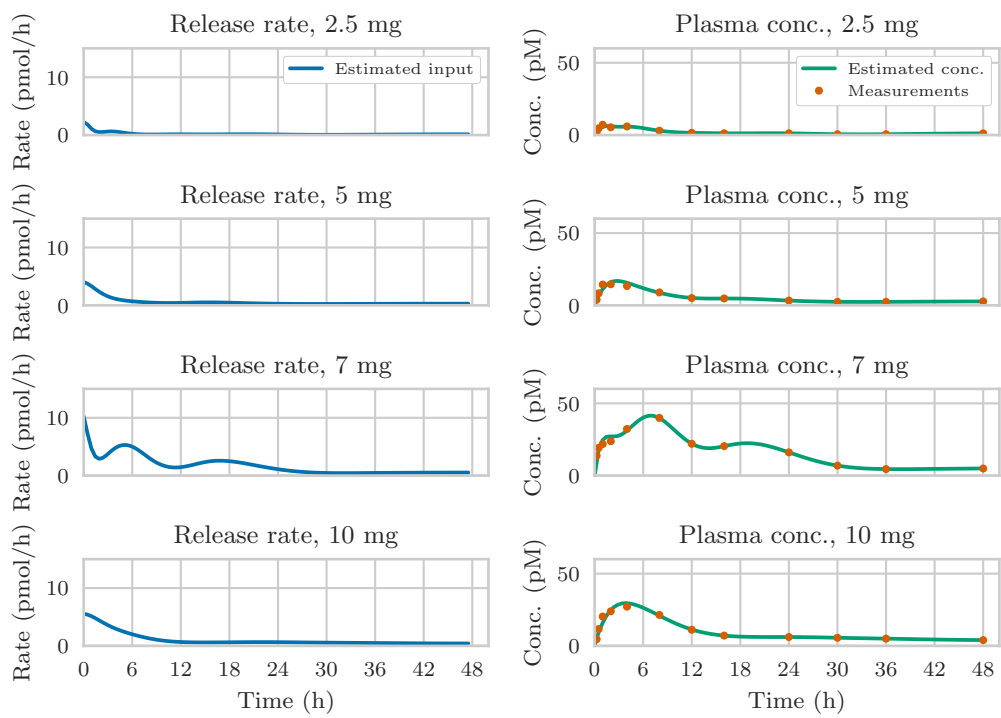 Release rate, 2.5 mg
Rate (pmol/h)
10
0
Estimated input
Plasma conc., 2.5 mg
Conc. (pM)
50
0
Estimated conc.
Measurements
Release rate, 5 mg
Rate (pmol/h)
10
0
Plasma conc., 5 mg
Conc. (pM)
50
0
Release rate, 7 mg
Rate (pmol/h)
10
0
Plasma conc., 7 mg
Conc. (pM)
50
0
Release rate, 10 mg
Rate (pmol/h)
10
0
0 6 12 18 24 30 36 42 48
Time (h)
Plasma conc., 10 mg
Conc. (pM)
50
0
0 6 12 18 24 30 36 42 48
Time (h)